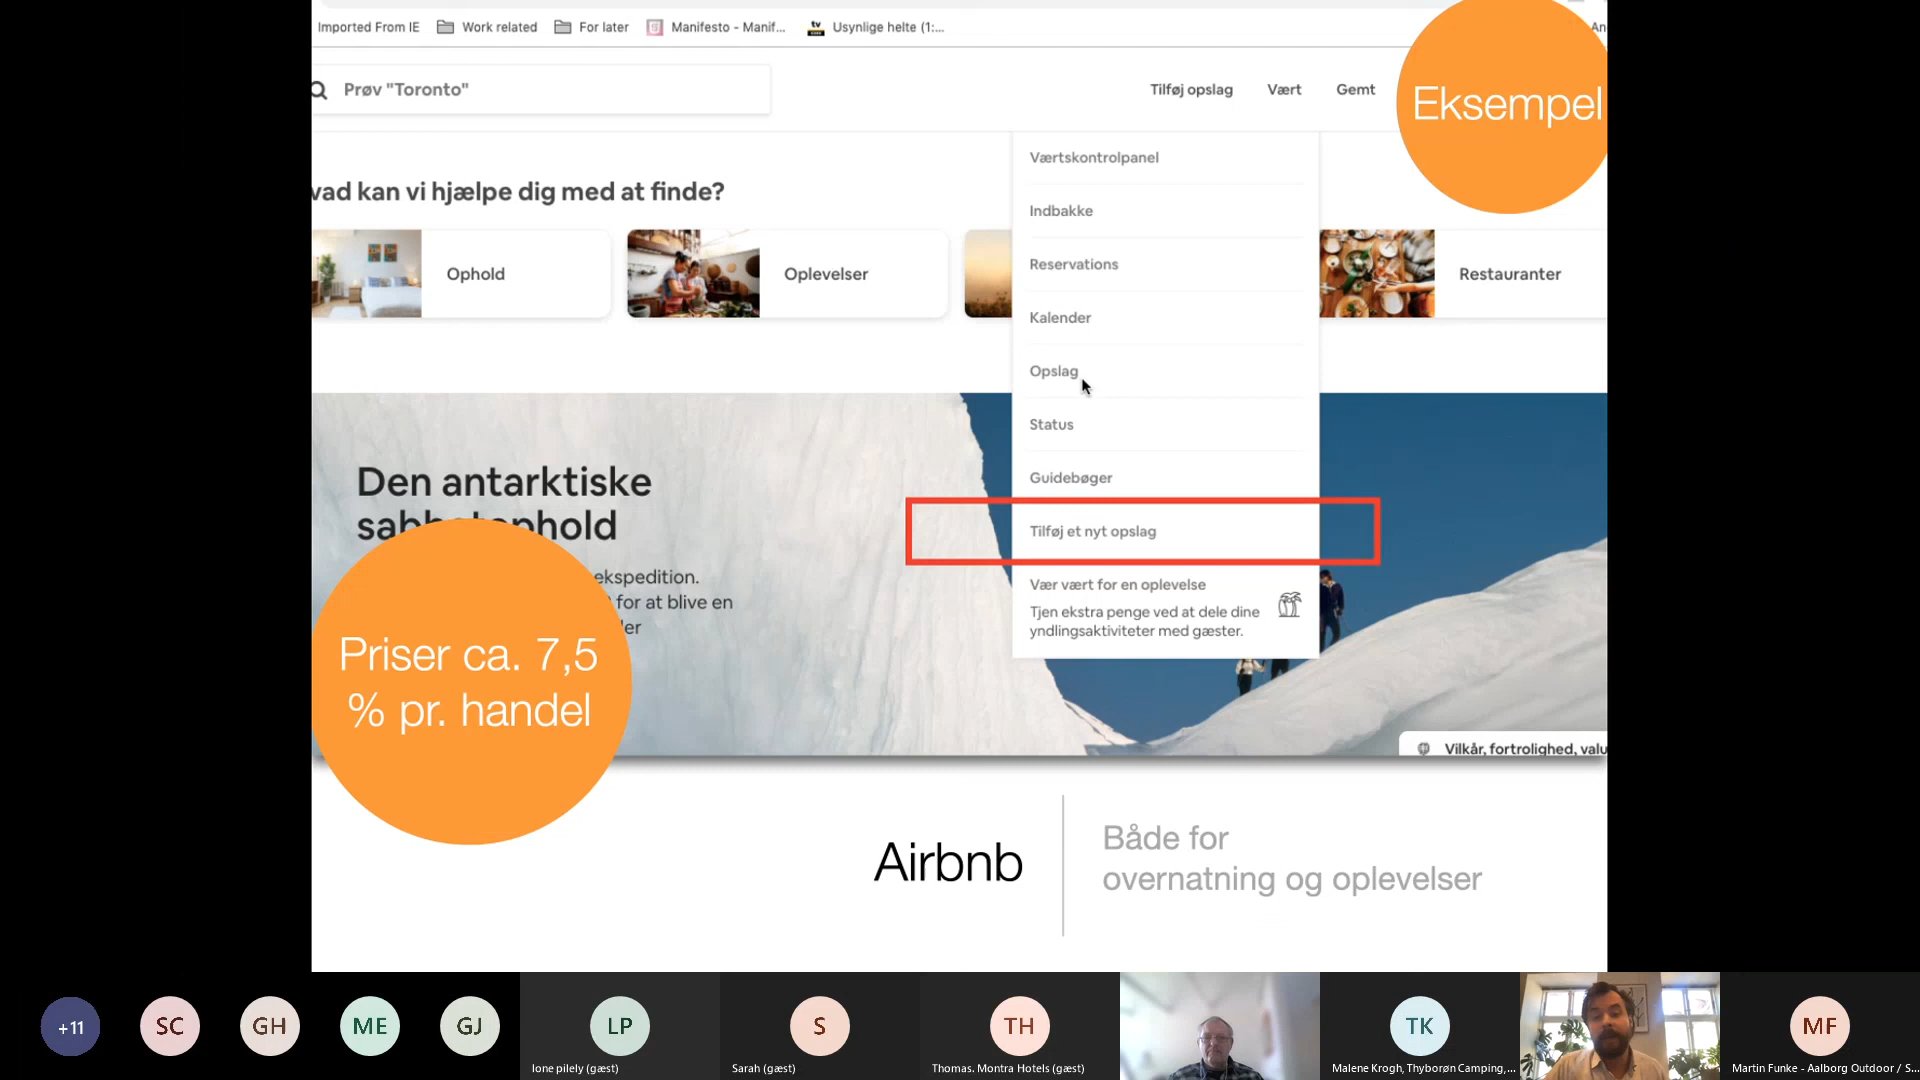 Imported From IE
Work related
For later
Manifesto - Manif...
tv
Usynlige helte (1:...
An
Prøv "Toronto"
Tilføj opslag
Vært
Gemt
Eksempel
vad kan vi hjælpe dig med at finde?
Ophold
Oplevelser
Restauranter
Værtskontrolpanel
Indbakke
Reservations
Kalender
Opslag
Status
Guidebøger
Tilføj et nyt opslag
Vær vært for en oplevelse
Tjen ekstra penge ved at dele dine
yndlingsaktiviteter med gæster.
Den antarktiske
ekspedition.
for at blive en
Priser ca. 7,5
% pr. handel
Vilkår, fortrolighed, valu
Airbnb
Både for
overnatning og oplevelser
+11
SC
GH
ME
GJ
LP
S
TH
TK
MF
lone pilely (gæst)
Sarah (gæst)
Thomas. Montra Hotels (gæst)
Malene Krogh, Thyborøn Camping,...
Martin Funke - Aalborg Outdoor / S...